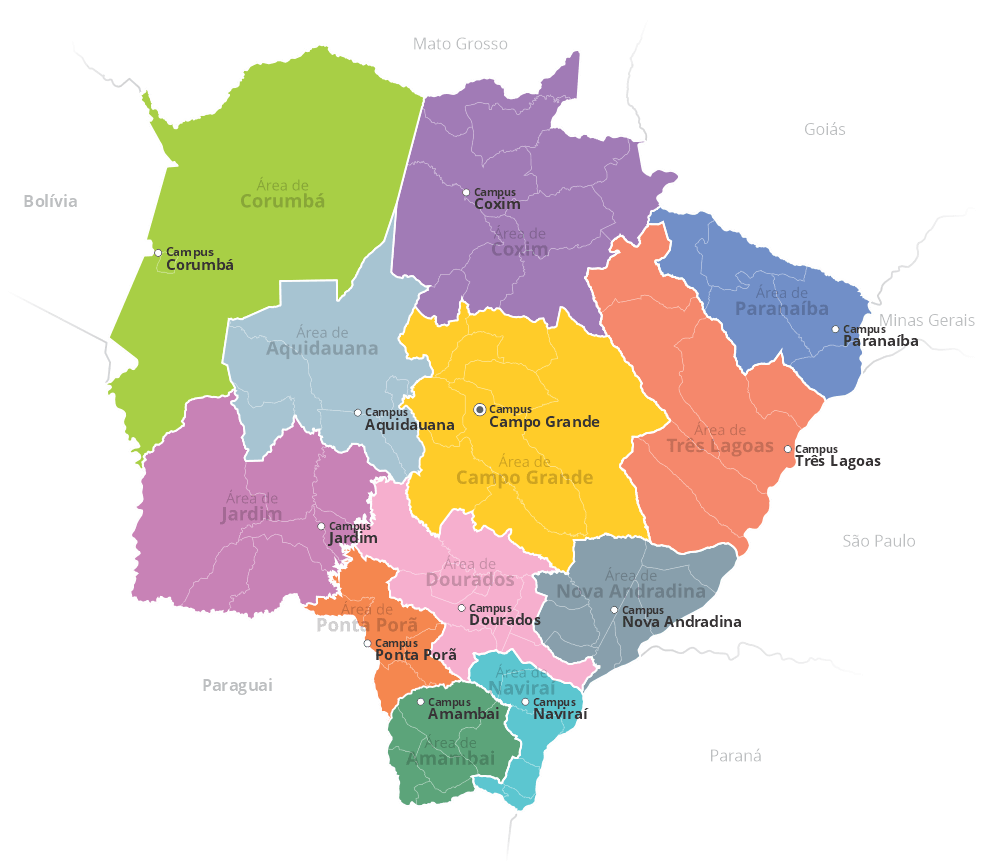 Mato Grosso
Goiás
Bolívia
Área de
Corumbá
Campus
Coxim
Área de
Coxim
Campus
Corumbá
Área de
Paranaíba
Minas Gerais
Campus
Paranaíba
Área de
Aquidauana
Campus
Aquidauana
Campus
Campo Grande
Área de
Três Lagoas
Campus
Três Lagoas
Área de
Campo Grande
Área de
Jardim
Campus
Jardim
São Paulo
Área de
Dourados
Área de
Nova Andradina
Campus
Dourados
Campus
Nova Andradina
Área de
Ponta Porã
Campus
Ponta Porã
Paraguai
Área de
Naviraí
Campus
Amambai
Campus
Naviraí
Área de
Amambai
Paraná